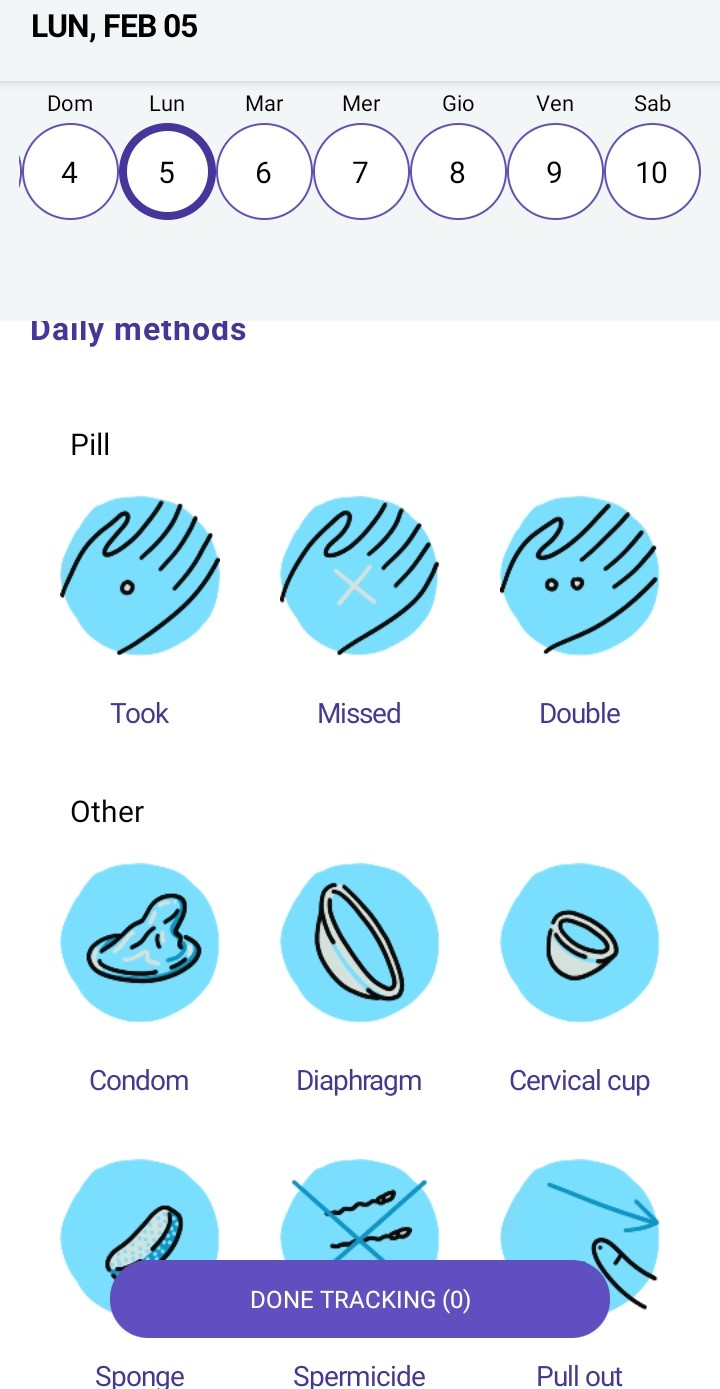 LUN, FEB 05
Dom Lun Mar Mer Gio Ven Sab
4 5 6 7 8 9 10
Daily methods
Pill
Took Missed Double
Other
Condom Diaphragm Cervical cup
DONE TRACKING (0)
Sponge Spermicide Pull out